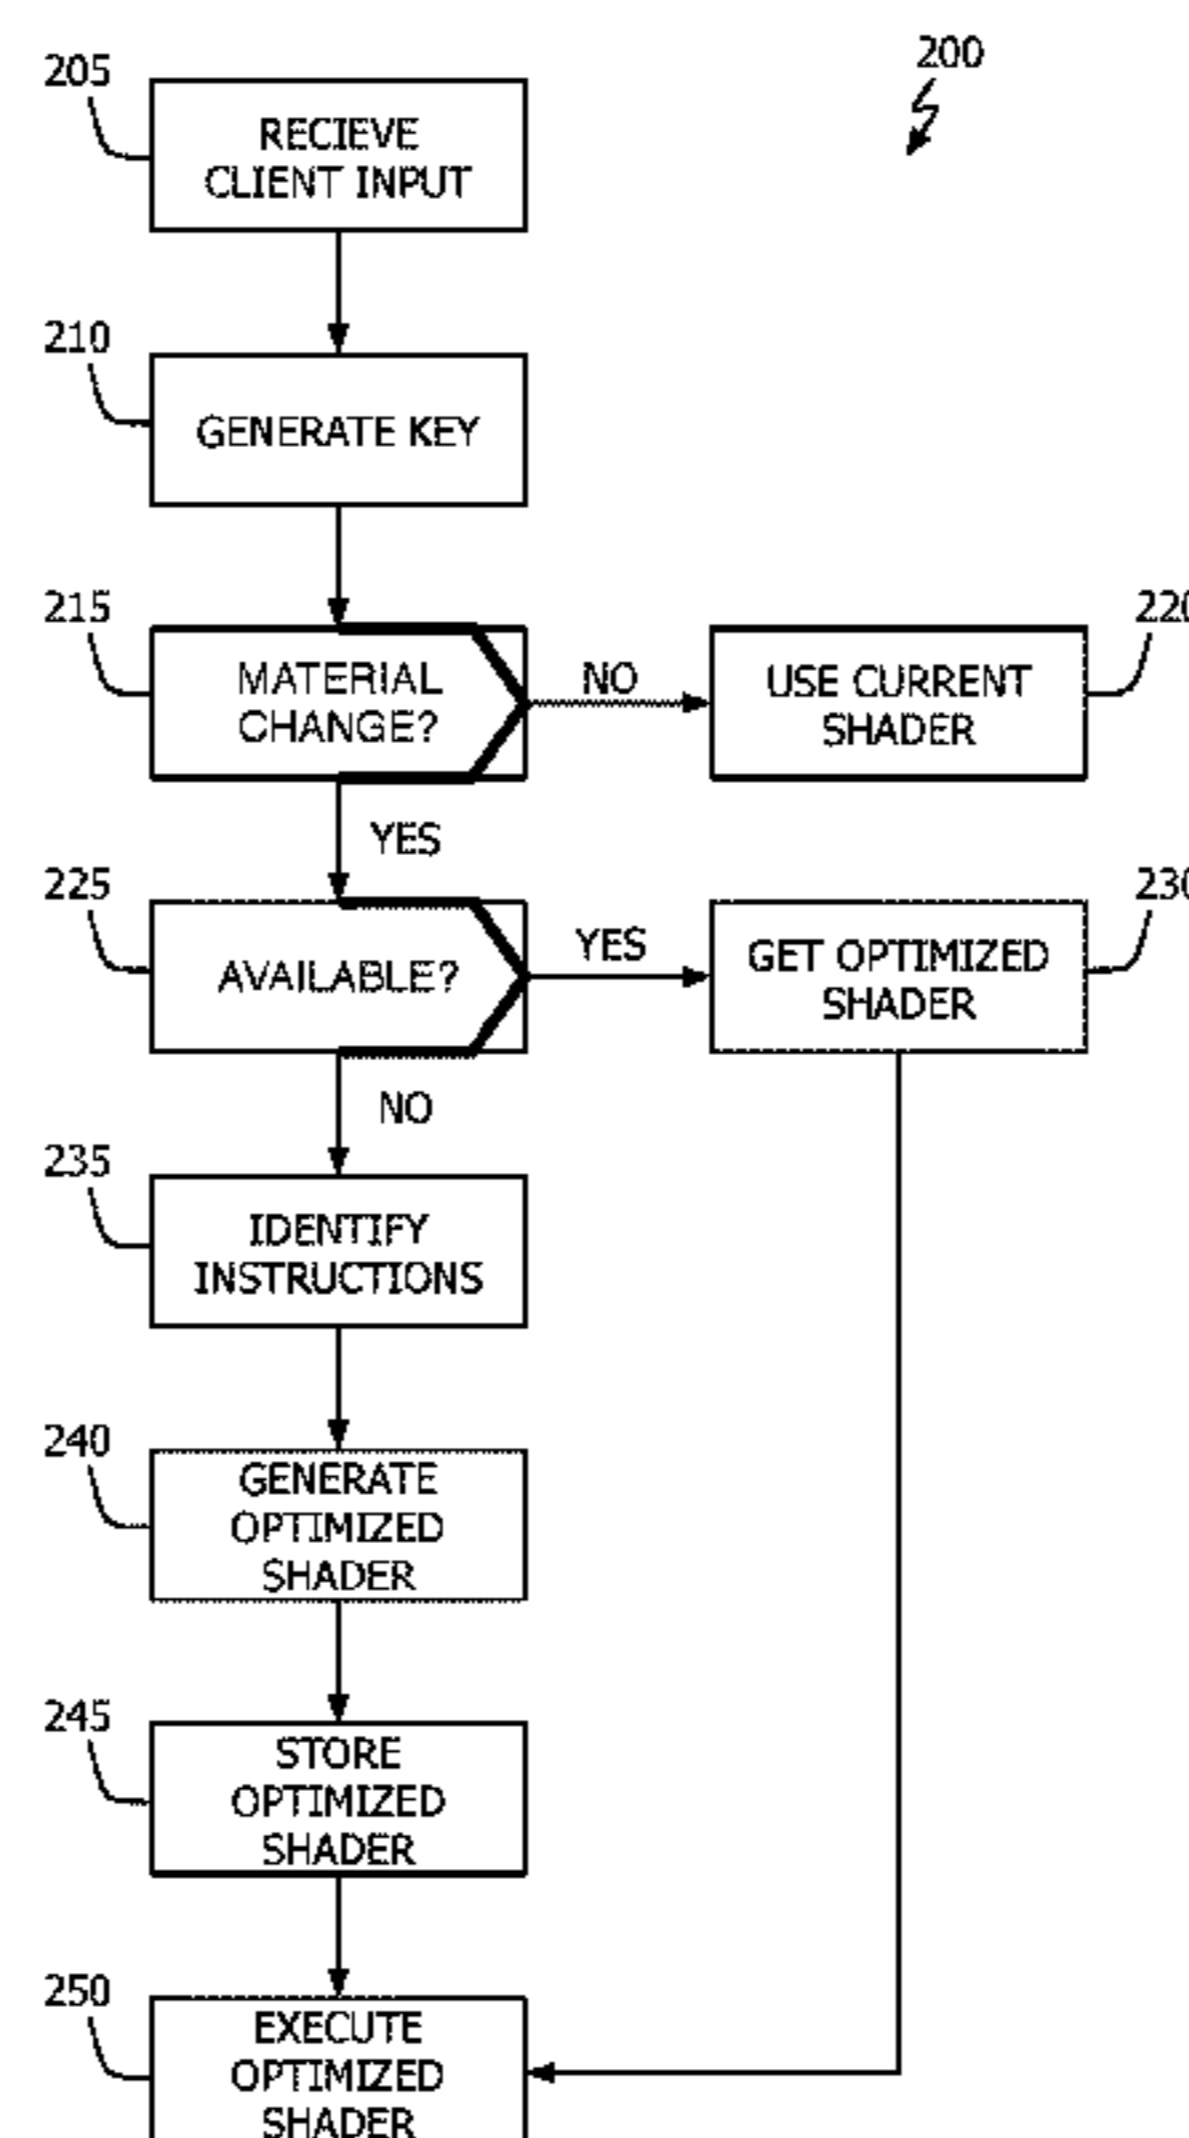 200
205
RECIEVE
CLIENT INPUT
210
GENERATE KEY
215
MATERIAL
CHANGE?
NO
220
USE CURRENT
SHADER
YES
225
AVAILABLE?
YES
230
GET OPTIMIZED
SHADER
NO
235
IDENTIFY
INSTRUCTIONS
240
GENERATE
OPTIMIZED
SHADER
245
STORE
OPTIMIZED
SHADER
250
EXECUTE
OPTIMIZED
SHADER